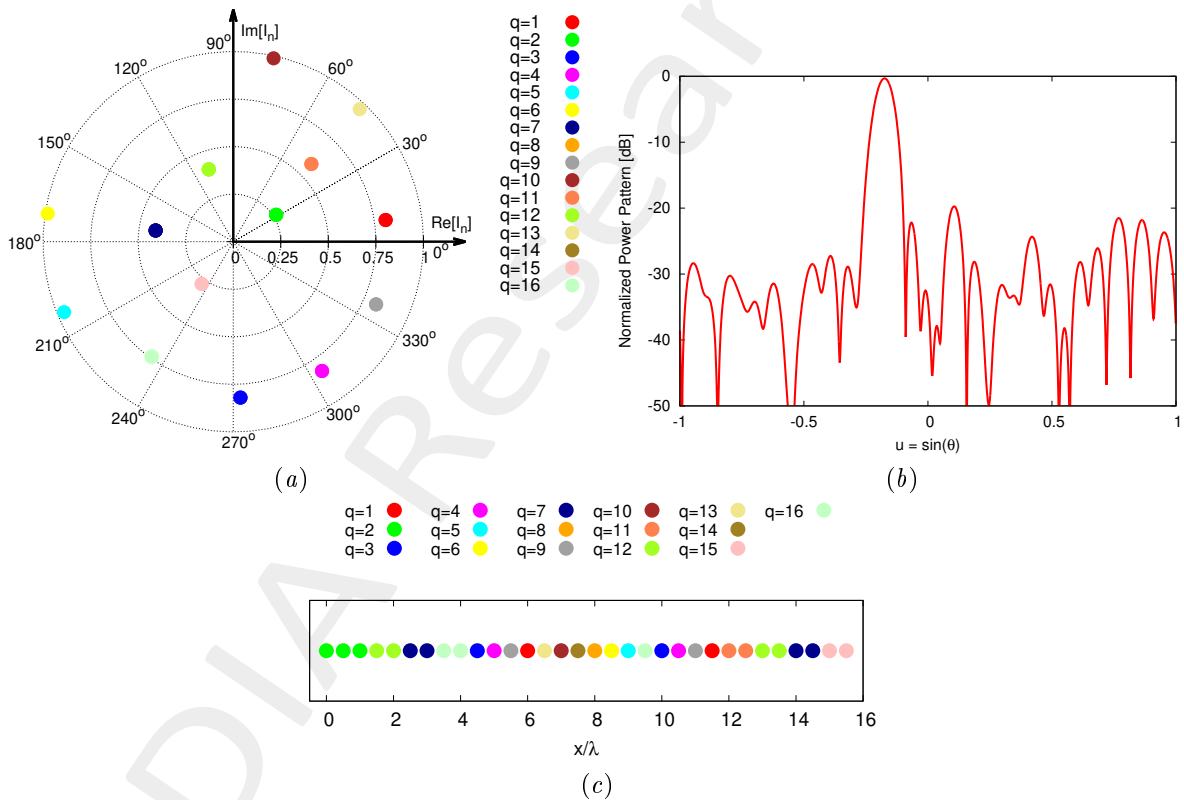 Im[Iₙ]
90°
120°
60°
150°
30°
Re[Iₙ]
180°
0 0.25 0.5 0.75 1 0°
210°
330°
240°
300°
270°
q=1
q=2
q=3
q=4
q=5
q=6
q=7
q=8
q=9
q=10
q=11
q=12
q=13
q=14
q=15
q=16
(a)
Normalized Power Pattern [dB]
0
-10
-20
-30
-40
-50
-1 -0.5 0 0.5 1
u = sin(θ)
(b)
q=1 q=4 q=7 q=10 q=13 q=16
q=2 q=5 q=8 q=11 q=14
q=3 q=6 q=9 q=12 q=15
0 2 4 6 8 10 12 14 16
x/λ
(c)
DIA Resear